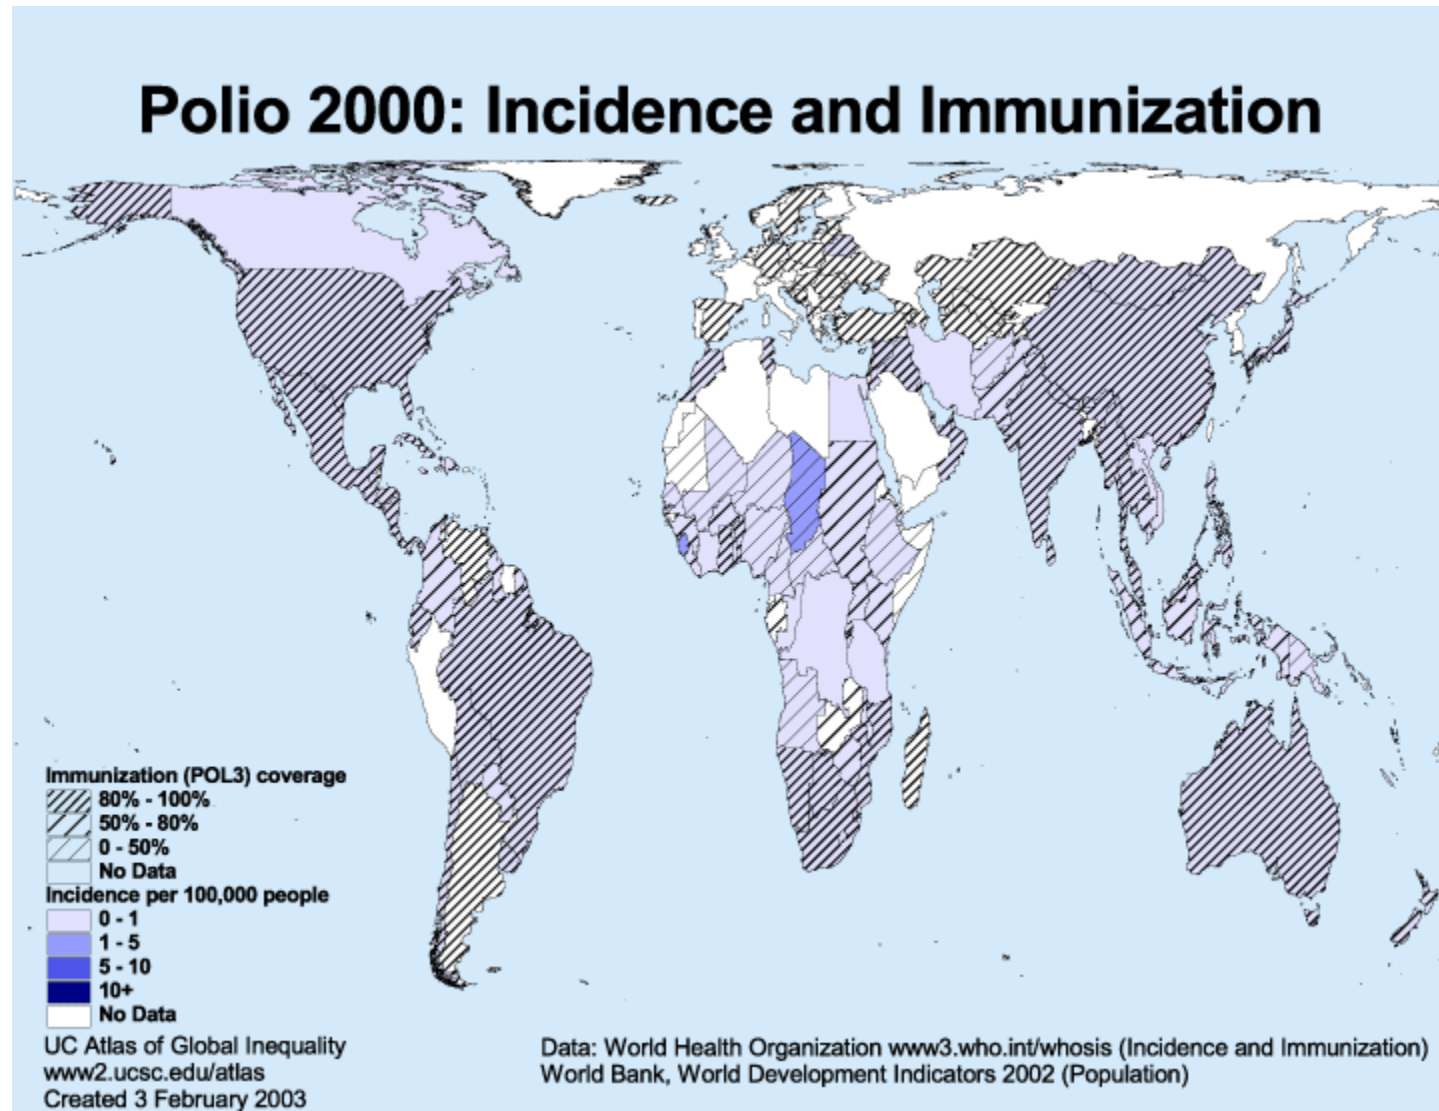 Polio 2000: Incidence and Immunization
Immunization (POL3) coverage
80% - 100%
50% - 80%
0 - 50%
No Data
Incidence per 100,000 people
0 - 1
1 - 5
5 - 10
10+
No Data
UC Atlas of Global Inequality
www2.ucsc.edu/atlas
Created 3 February 2003
Data: World Health Organization www3.who.int/whosis (Incidence and Immunization)
World Bank, World Development Indicators 2002 (Population)